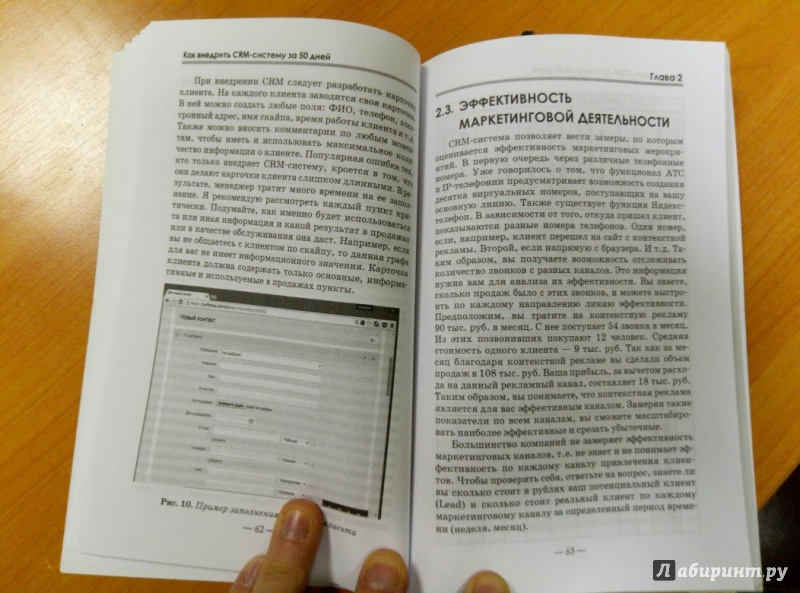 Как внедрить CRM-систему за 50 дней
При внедрении CRM следует разработать карточку
клиента. На каждого клиента заводится своя карточка.
В ней можно создать любые поля: ФИО, телефон, элек-
тронный адрес, имя скайпа, время работы клиента и т.д.
Также можно вносить комментарии по любым момен-
там, чтобы иметь и использовать максимальное коли-
чество информации о клиенте. Популярная ошибка тех,
кто только внедряет CRM-систему, кроется в том, что
они делают карточки клиента слишком длинными. В ре-
зультате, менеджер тратит много времени на ее запол-
нение. Я рекомендую рассмотреть каждый пункт кри-
тически. Подумайте, как именно будет использоваться
та или иная информация и какой результат в продажах
или в качестве обслуживания она даст. Например, если
вы не общаетесь с клиентом по скайпу, то данная графа
для вас не имеет информационного значения. Карточка
клиента должна содержать только основные, информа-
тивные и используемые в продажах пункты.
Новый контакт
Рис. 10. Пример заполнения клиента
— 62 —
Глава 2
2.3. ЭФФЕКТИВНОСТЬ
МАРКЕТИНГОВОЙ ДЕЯТЕЛЬНОСТИ
CRM-система позволяет вести замеры, по которым
оценивается эффективность маркетинговых меропри-
ятий. В первую очередь через различные телефонные
номера. Уже говорилось о том, что функционал АТС
и IP-телефонии предусматривает возможность создания
десятка виртуальных номеров, поступающих на вашу
основную линию. Также существует функция Яндекс-
телефон. В зависимости от того, откуда пришел клиент,
показываются разные номера телефонов. Один номер,
если, например, клиент перешел на сайт с контекстной
рекламы. Второй, если напрямую с браузера. И т.д. Та-
ким образом, вы получаете возможность отслеживать
количество звонков с разных каналов. Это информация
нужна вам для анализа их эффективности. Вы знаете,
сколько продаж было с этих звонков, и можете выстро-
ить по каждому направлению линию эффективности.
Предположим, вы тратите на контекстную рекламу
90 тыс. руб. в месяц. С нее поступает 54 звонка в месяц.
Из этих позвонивших покупают 12 человек. Средняя
стоимость одного клиента — 9 тыс. руб. Так как за ме-
сяц благодаря контекстной рекламе вы сделали объем
продаж в 108 тыс. руб. Ваша прибыль, за вычетом расхо-
да на данный рекламный канал, составляет 18 тыс. руб.
Таким образом, вы понимаете, что контекстная реклама
является для вас эффективным каналом. Замеряя такие
показатели по всем каналам, вы сможете масштабиро-
вать наиболее эффективные и срезать убыточные.
Большинство компаний не замеряет эффективность
маркетинговых каналов, т.е. не знает и не понимает эф-
фективность по каждому каналу привлечения клиен-
тов. Чтобы проверить себя, ответьте на вопрос, знаете ли
вы сколько стоит в рублях ваш потенциальный клиент
(Lead) и сколько стоит реальный клиент по каждому
маркетинговому каналу за определенный период време-
ни (неделя, месяц).
— 63 —
Лабиринт.ру